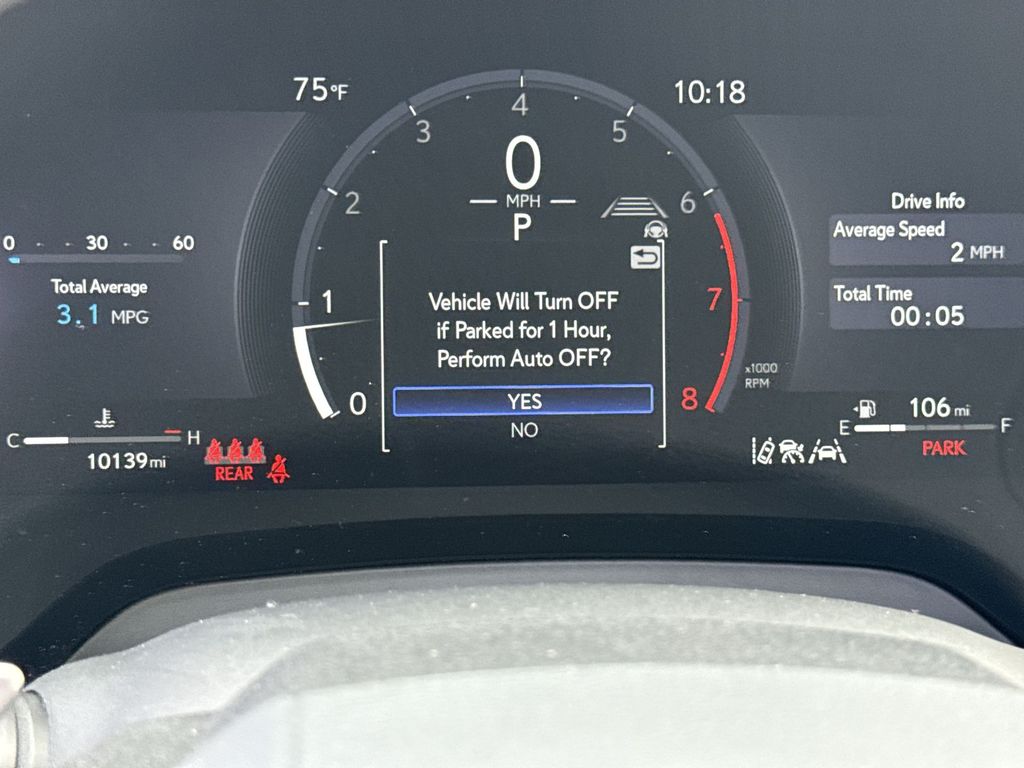 75°F
10:18
0 1 2 3 4 5 6 7 8
x1000
RPM
0
MPH
P
0 30 60
Total Average
3.1 MPG
Vehicle Will Turn OFF
if Parked for 1 Hour,
Perform Auto OFF?
YES
NO
Drive Info
Average Speed
2 MPH
Total Time
00:05
C H
10139mi
REAR
106 mi
E F
PARK